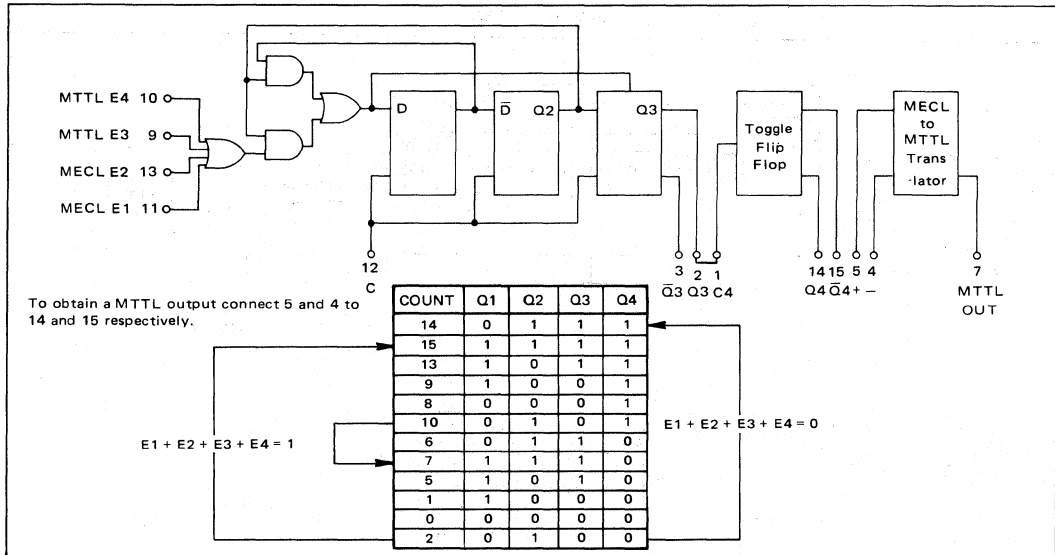 MTTL E4 10
MTTL E3 9
MECL E2 13
MECL E1 11
D
D̅ Q2
Q3
Toggle
Flip
Flop
MECL
to
MTTL
Trans
-lator
12
C
3 2 1
Q̅3 Q3 C4
14 15 5 4
Q4 Q̅4 + −
7
MTTL
OUT
To obtain a MTTL output connect 5 and 4 to
14 and 15 respectively.
COUNT Q1 Q2 Q3 Q4
14 0 1 1 1
15 1 1 1 1
13 1 0 1 1
9 1 0 0 1
8 0 0 0 1
10 0 1 0 1
6 0 1 1 0
7 1 1 1 0
5 1 0 1 0
1 1 0 0 0
0 0 0 0 0
2 0 1 0 0
E1 + E2 + E3 + E4 = 1
E1 + E2 + E3 + E4 = 0